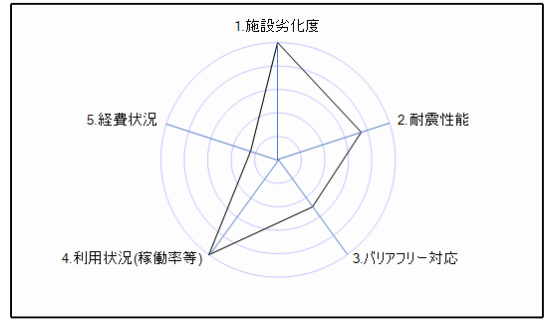 1.施設劣化度
2.耐震性能
3.バリアフリー対応
4.利用状況(稼働率等)
5.経費状況